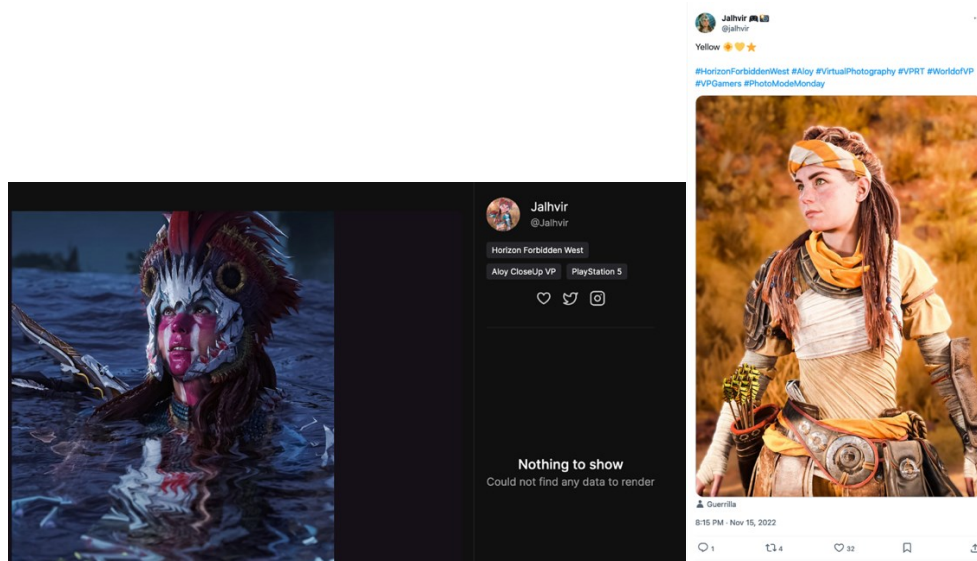 Jalhvir
@Jalhvir
Horizon Forbidden West
Aloy CloseUp VP PlayStation 5
Nothing to show
Could not find any data to render
Jalhvir 🎮📸
@jalhvir
Yellow ☀️💛⭐
#HorizonForbiddenWest #Aloy #VirtualPhotography #VPRT #WorldofVP
#VPGamers #PhotoModeMonday
Guerrilla
8:15 PM · Nov 15, 2022
1 4 32